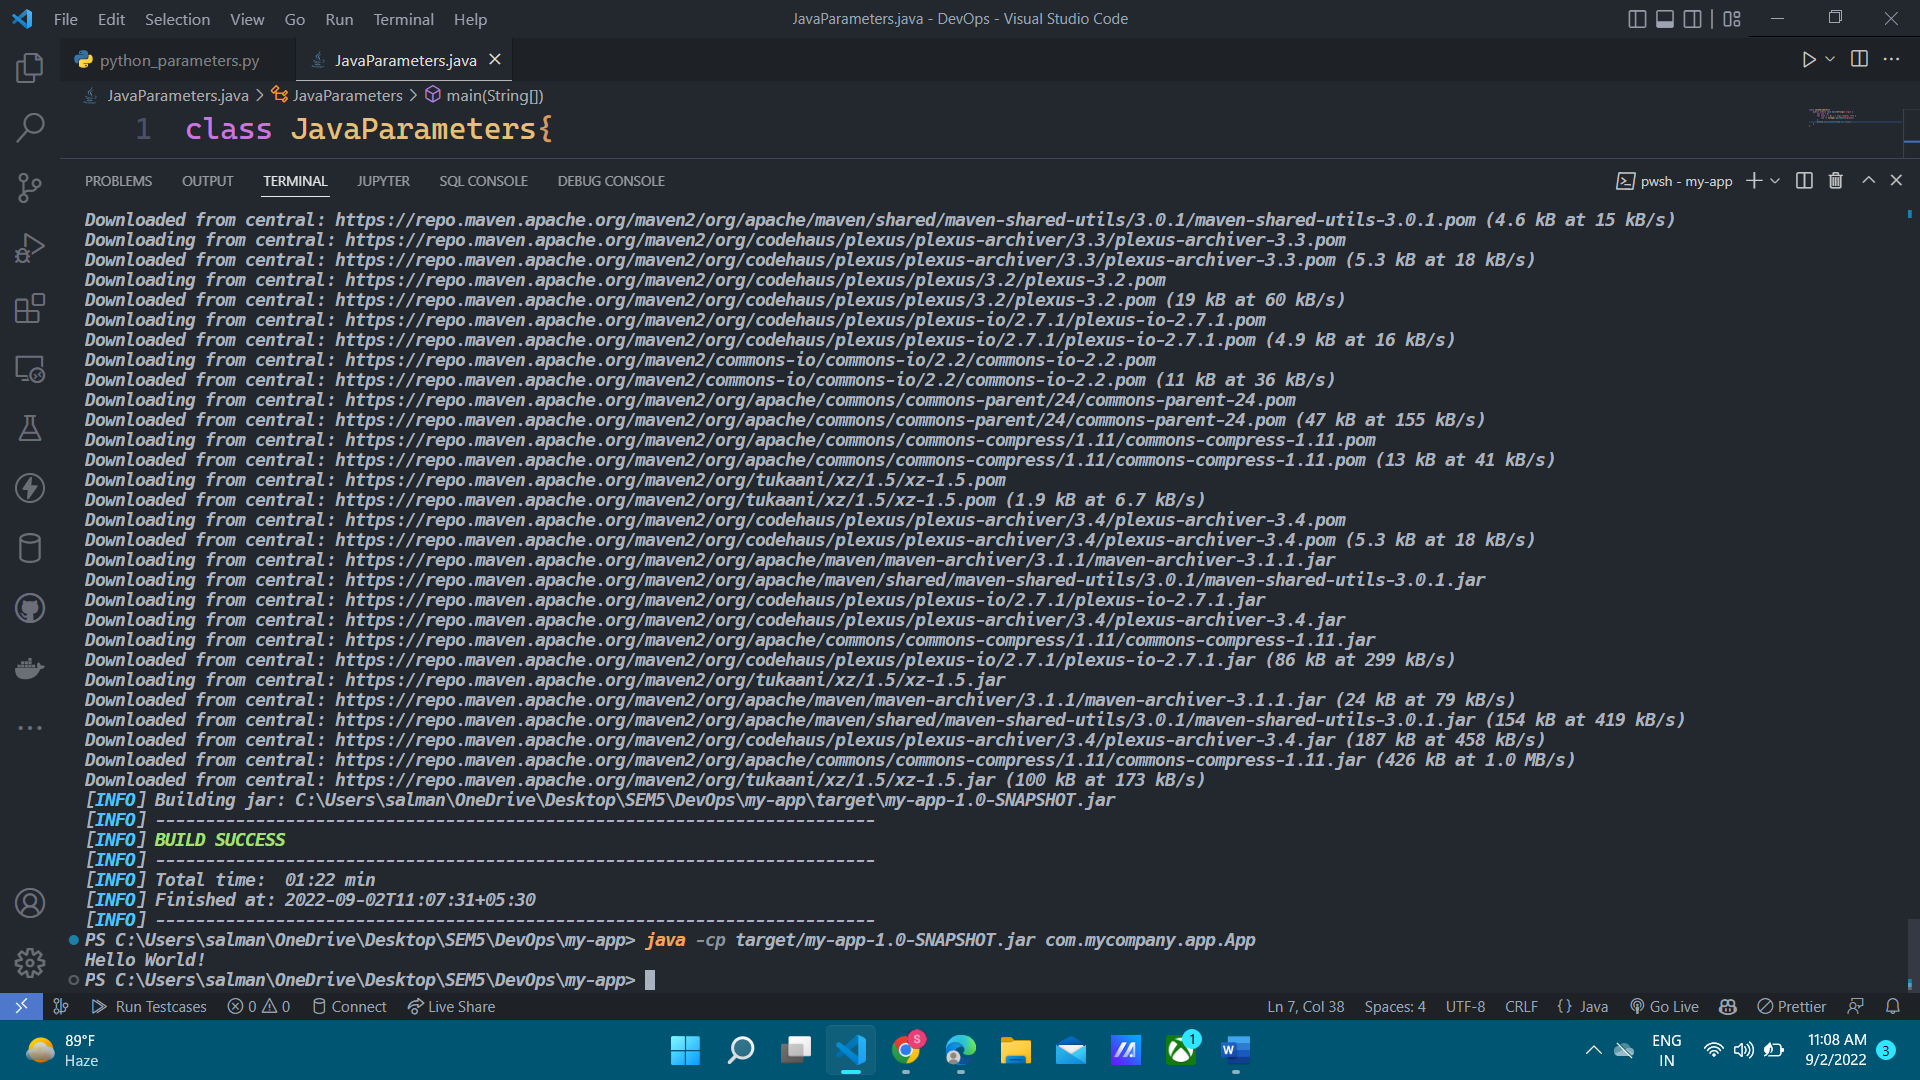 File Edit Selection View Go Run Terminal Help
JavaParameters.java - DevOps - Visual Studio Code
python_parameters.py
JavaParameters.java
JavaParameters.java > JavaParameters > main(String[])
1 class JavaParameters{
PROBLEMS OUTPUT TERMINAL JUPYTER SQL CONSOLE DEBUG CONSOLE
pwsh - my-app
Downloaded from central: https://repo.maven.apache.org/maven2/org/apache/maven/shared/maven-shared-utils/3.0.1/maven-shared-utils-3.0.1.pom (4.6 kB at 15 kB/s)
Downloading from central: https://repo.maven.apache.org/maven2/org/codehaus/plexus/plexus-archiver/3.3/plexus-archiver-3.3.pom
Downloaded from central: https://repo.maven.apache.org/maven2/org/codehaus/plexus/plexus-archiver/3.3/plexus-archiver-3.3.pom (5.3 kB at 18 kB/s)
Downloading from central: https://repo.maven.apache.org/maven2/org/codehaus/plexus/plexus/3.2/plexus-3.2.pom
Downloaded from central: https://repo.maven.apache.org/maven2/org/codehaus/plexus/plexus/3.2/plexus-3.2.pom (19 kB at 60 kB/s)
Downloading from central: https://repo.maven.apache.org/maven2/org/codehaus/plexus/plexus-io/2.7.1/plexus-io-2.7.1.pom
Downloaded from central: https://repo.maven.apache.org/maven2/org/codehaus/plexus/plexus-io/2.7.1/plexus-io-2.7.1.pom (4.9 kB at 16 kB/s)
Downloading from central: https://repo.maven.apache.org/maven2/commons-io/commons-io/2.2/commons-io-2.2.pom
Downloaded from central: https://repo.maven.apache.org/maven2/commons-io/commons-io/2.2/commons-io-2.2.pom (11 kB at 36 kB/s)
Downloading from central: https://repo.maven.apache.org/maven2/org/apache/commons/commons-parent/24/commons-parent-24.pom
Downloaded from central: https://repo.maven.apache.org/maven2/org/apache/commons/commons-parent/24/commons-parent-24.pom (47 kB at 155 kB/s)
Downloading from central: https://repo.maven.apache.org/maven2/org/apache/commons/commons-compress/1.11/commons-compress-1.11.pom
Downloaded from central: https://repo.maven.apache.org/maven2/org/apache/commons/commons-compress/1.11/commons-compress-1.11.pom (13 kB at 41 kB/s)
Downloading from central: https://repo.maven.apache.org/maven2/org/tukaani/xz/1.5/xz-1.5.pom
Downloaded from central: https://repo.maven.apache.org/maven2/org/tukaani/xz/1.5/xz-1.5.pom (1.9 kB at 6.7 kB/s)
Downloading from central: https://repo.maven.apache.org/maven2/org/codehaus/plexus/plexus-archiver/3.4/plexus-archiver-3.4.pom
Downloaded from central: https://repo.maven.apache.org/maven2/org/codehaus/plexus/plexus-archiver/3.4/plexus-archiver-3.4.pom (5.3 kB at 18 kB/s)
Downloading from central: https://repo.maven.apache.org/maven2/org/apache/maven/maven-archiver/3.1.1/maven-archiver-3.1.1.jar
Downloading from central: https://repo.maven.apache.org/maven2/org/apache/maven/shared/maven-shared-utils/3.0.1/maven-shared-utils-3.0.1.jar
Downloading from central: https://repo.maven.apache.org/maven2/org/codehaus/plexus/plexus-io/2.7.1/plexus-io-2.7.1.jar
Downloading from central: https://repo.maven.apache.org/maven2/org/codehaus/plexus/plexus-archiver/3.4/plexus-archiver-3.4.jar
Downloading from central: https://repo.maven.apache.org/maven2/org/apache/commons/commons-compress/1.11/commons-compress-1.11.jar
Downloaded from central: https://repo.maven.apache.org/maven2/org/codehaus/plexus/plexus-io/2.7.1/plexus-io-2.7.1.jar (86 kB at 299 kB/s)
Downloading from central: https://repo.maven.apache.org/maven2/org/tukaani/xz/1.5/xz-1.5.jar
Downloaded from central: https://repo.maven.apache.org/maven2/org/apache/maven/maven-archiver/3.1.1/maven-archiver-3.1.1.jar (24 kB at 79 kB/s)
Downloaded from central: https://repo.maven.apache.org/maven2/org/apache/maven/shared/maven-shared-utils/3.0.1/maven-shared-utils-3.0.1.jar (154 kB at 419 kB/s)
Downloaded from central: https://repo.maven.apache.org/maven2/org/codehaus/plexus/plexus-archiver/3.4/plexus-archiver-3.4.jar (187 kB at 458 kB/s)
Downloaded from central: https://repo.maven.apache.org/maven2/org/apache/commons/commons-compress/1.11/commons-compress-1.11.jar (426 kB at 1.0 MB/s)
Downloaded from central: https://repo.maven.apache.org/maven2/org/tukaani/xz/1.5/xz-1.5.jar (100 kB at 173 kB/s)
[INFO] Building jar: C:\Users\salman\OneDrive\Desktop\SEM5\DevOps\my-app\target\my-app-1.0-SNAPSHOT.jar
[INFO] ------------------------------------------------------------------------
[INFO] BUILD SUCCESS
[INFO] ------------------------------------------------------------------------
[INFO] Total time:  01:22 min
[INFO] Finished at: 2022-09-02T11:07:31+05:30
[INFO] ------------------------------------------------------------------------
PS C:\Users\salman\OneDrive\Desktop\SEM5\DevOps\my-app> java -cp target/my-app-1.0-SNAPSHOT.jar com.mycompany.app.App
Hello World!
PS C:\Users\salman\OneDrive\Desktop\SEM5\DevOps\my-app>
Run Testcases 0 0 Connect Live Share Ln 7, Col 38 Spaces: 4 UTF-8 CRLF {} Java Go Live Prettier
89°F
Haze
S
1
W
ENG
IN
11:08 AM
9/2/2022
3